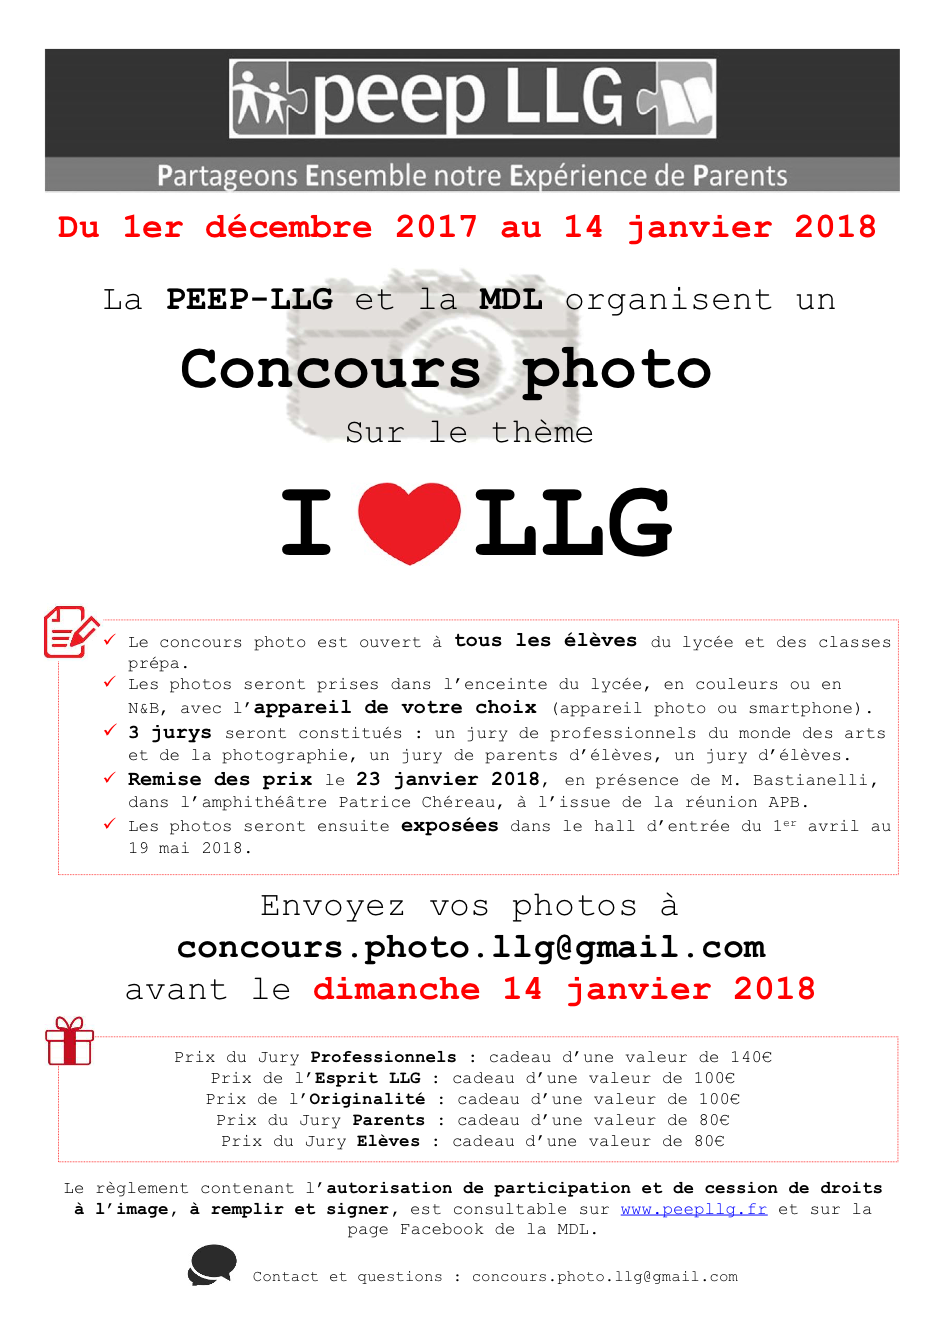 peep LLG
Partageons Ensemble notre Expérience de Parents
Du 1er décembre 2017 au 14 janvier 2018
La PEEP-LLG et la MDL organisent un
Concours photo
Sur le thème
I ❤ LLG
✓ Le concours photo est ouvert à tous les élèves du lycée et des classes
prépa.
✓ Les photos seront prises dans l’enceinte du lycée, en couleurs ou en
N&B, avec l’appareil de votre choix (appareil photo ou smartphone).
✓ 3 jurys seront constitués : un jury de professionnels du monde des arts
et de la photographie, un jury de parents d’élèves, un jury d’élèves.
✓ Remise des prix le 23 janvier 2018, en présence de M. Bastianelli,
dans l’amphithéâtre Patrice Chéreau, à l’issue de la réunion APB.
✓ Les photos seront ensuite exposées dans le hall d’entrée du 1er avril au
19 mai 2018.
Envoyez vos photos à
concours.photo.llg@gmail.com
avant le dimanche 14 janvier 2018
Prix du Jury Professionnels : cadeau d’une valeur de 140€
Prix de l’Esprit LLG : cadeau d’une valeur de 100€
Prix de l’Originalité : cadeau d’une valeur de 100€
Prix du Jury Parents : cadeau d’une valeur de 80€
Prix du Jury Elèves : cadeau d’une valeur de 80€
Le règlement contenant l’autorisation de participation et de cession de droits
à l’image, à remplir et signer, est consultable sur www.peepllg.fr et sur la
page Facebook de la MDL.
Contact et questions : concours.photo.llg@gmail.com